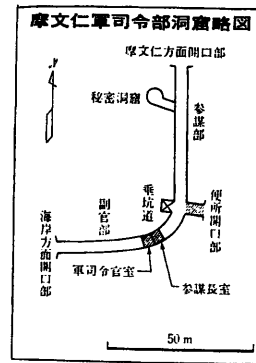 摩文仁軍司令部洞窟略図
摩文仁方面開口部
秘密洞窟
参謀部
垂坑道
便所開口部
副官部
海岸方面開口部
軍司令官室
参謀長室
50 m